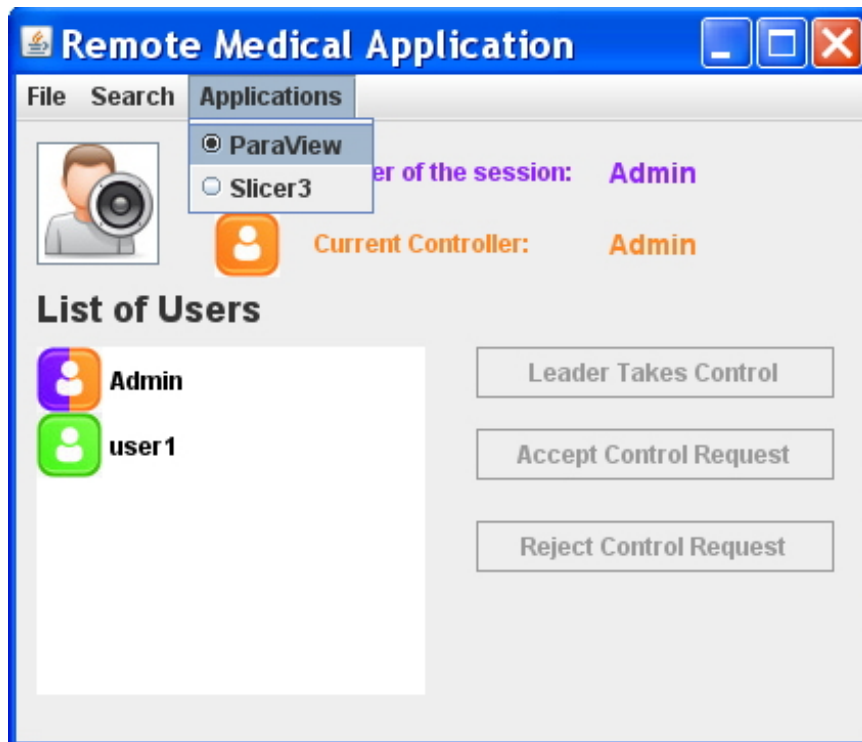 Remote Medical Application
File Search Applications
ParaView
Slicer3
er of the session: Admin
Current Controller: Admin
List of Users
Admin
user1
Leader Takes Control
Accept Control Request
Reject Control Request